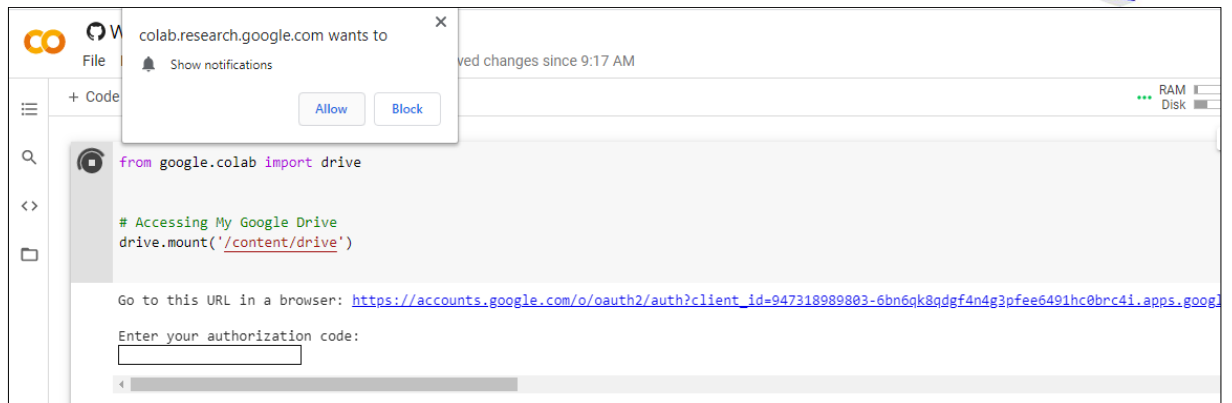 colab.research.google.com wants to
Show notifications
Allow Block
File
ved changes since 9:17 AM
+ Code
RAM
Disk
from google.colab import drive
# Accessing My Google Drive
drive.mount('/content/drive')
Go to this URL in a browser: https://accounts.google.com/o/oauth2/auth?client_id=947318989803-6bn6qk8qdgf4n4g3pfee6491hc0brc4i.apps.googl
Enter your authorization code: